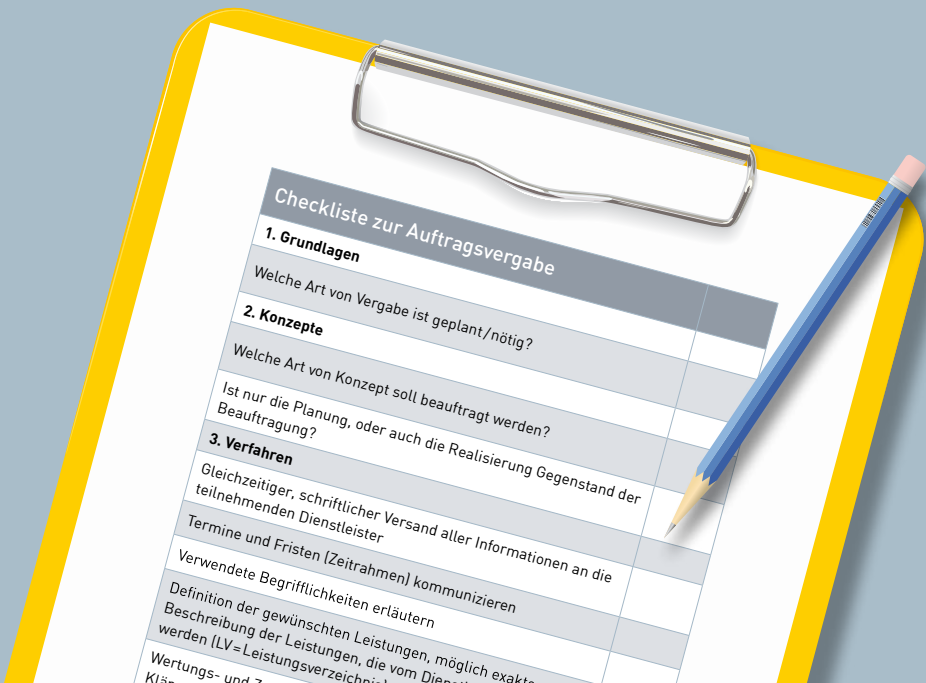 Checkliste zur Auftragsvergabe
1. Grundlagen
Welche Art von Vergabe ist geplant/nötig?
2. Konzepte
Welche Art von Konzept soll beauftragt werden?
Ist nur die Planung, oder auch die Realisierung Gegenstand der
Beauftragung?
3. Verfahren
Gleichzeitiger, schriftlicher Versand aller Informationen an die
teilnehmenden Dienstleister
Termine und Fristen (Zeitrahmen) kommunizieren
Verwendete Begrifflichkeiten erläutern
Definition der gewünschten Leistungen, möglich exakte
Beschreibung der Leistungen, die vom
werden (LV=Leistungsverzeichnis)
Wertungs- und